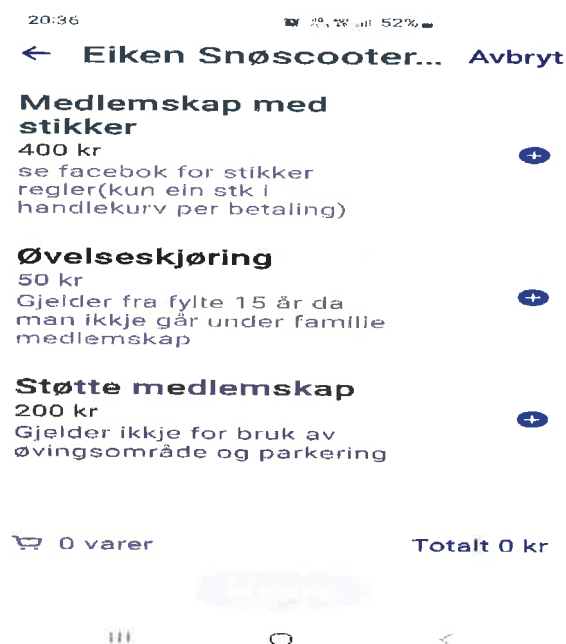 20:36
52%
Eiken Snøscooter... Avbryt
Medlemskap med
stikker
400 kr
se facebok for stikker
regler(kun ein stk i
handlekurv per betaling)
Øvelseskjøring
50 kr
Gjelder fra fylte 15 år da
man ikkje går under familie
medlemskap
Støtte medlemskap
200 kr
Gjelder ikkje for bruk av
øvingsområde og parkering
0 varer
Totalt 0 kr